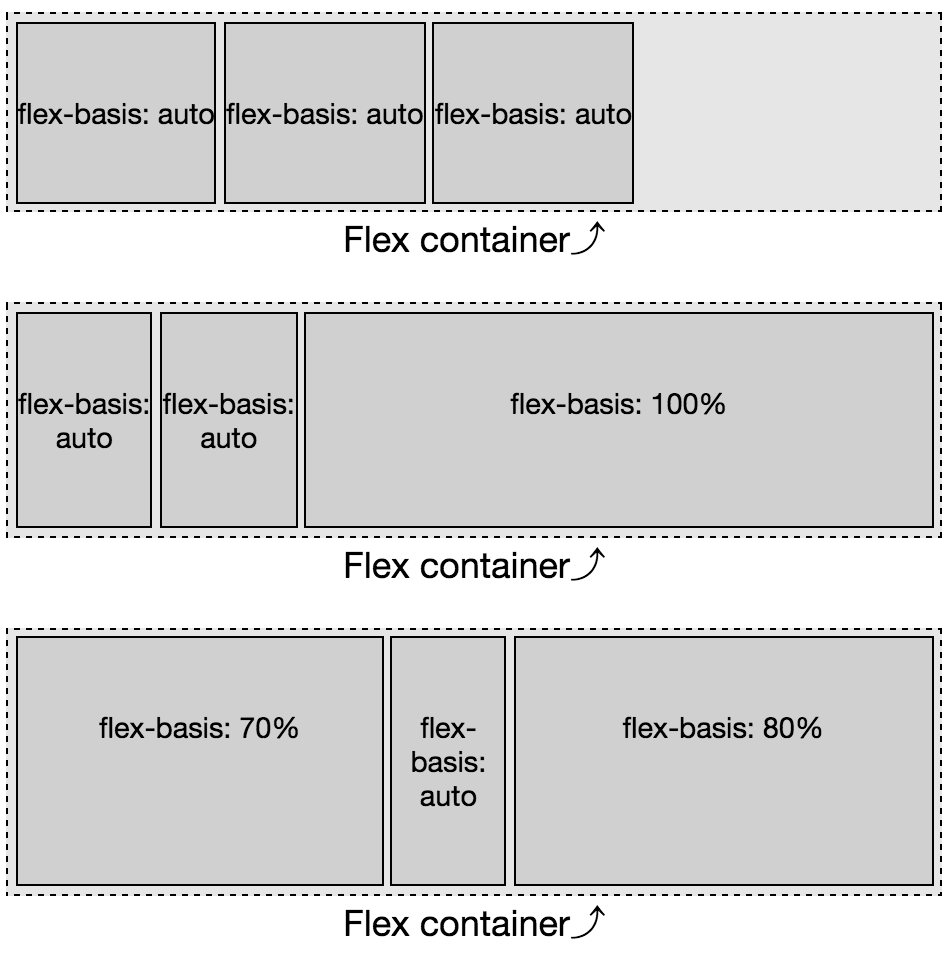 flex-basis: auto flex-basis: auto flex-basis: auto
Flex container
flex-basis: flex-basis: flex-basis: 100%
auto auto
Flex container
flex-basis: 70% flex- flex-basis: 80%
basis:
auto
Flex container